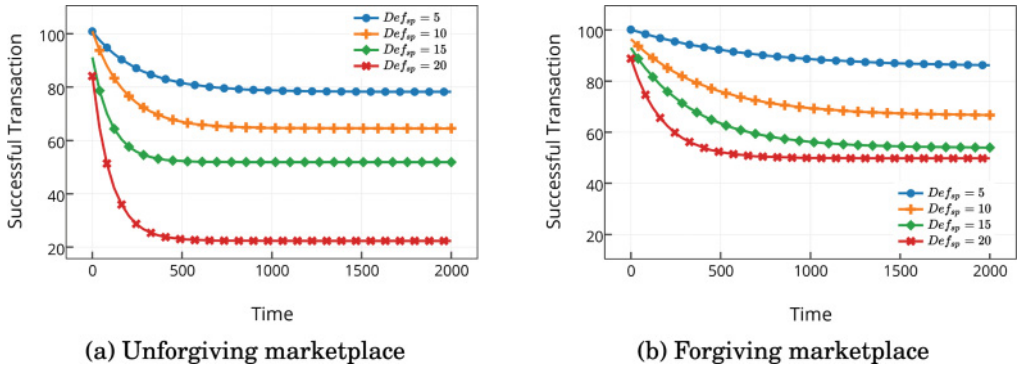 Successful Transaction
100
80
60
40
20
0
500
1000
1500
2000
Time
Def_sp = 5
Def_sp = 10
Def_sp = 15
Def_sp = 20
(a) Unforgiving marketplace
Successful Transaction
100
80
60
40
20
0
500
1000
1500
2000
Time
Def_sp = 5
Def_sp = 10
Def_sp = 15
Def_sp = 20
(b) Forgiving marketplace